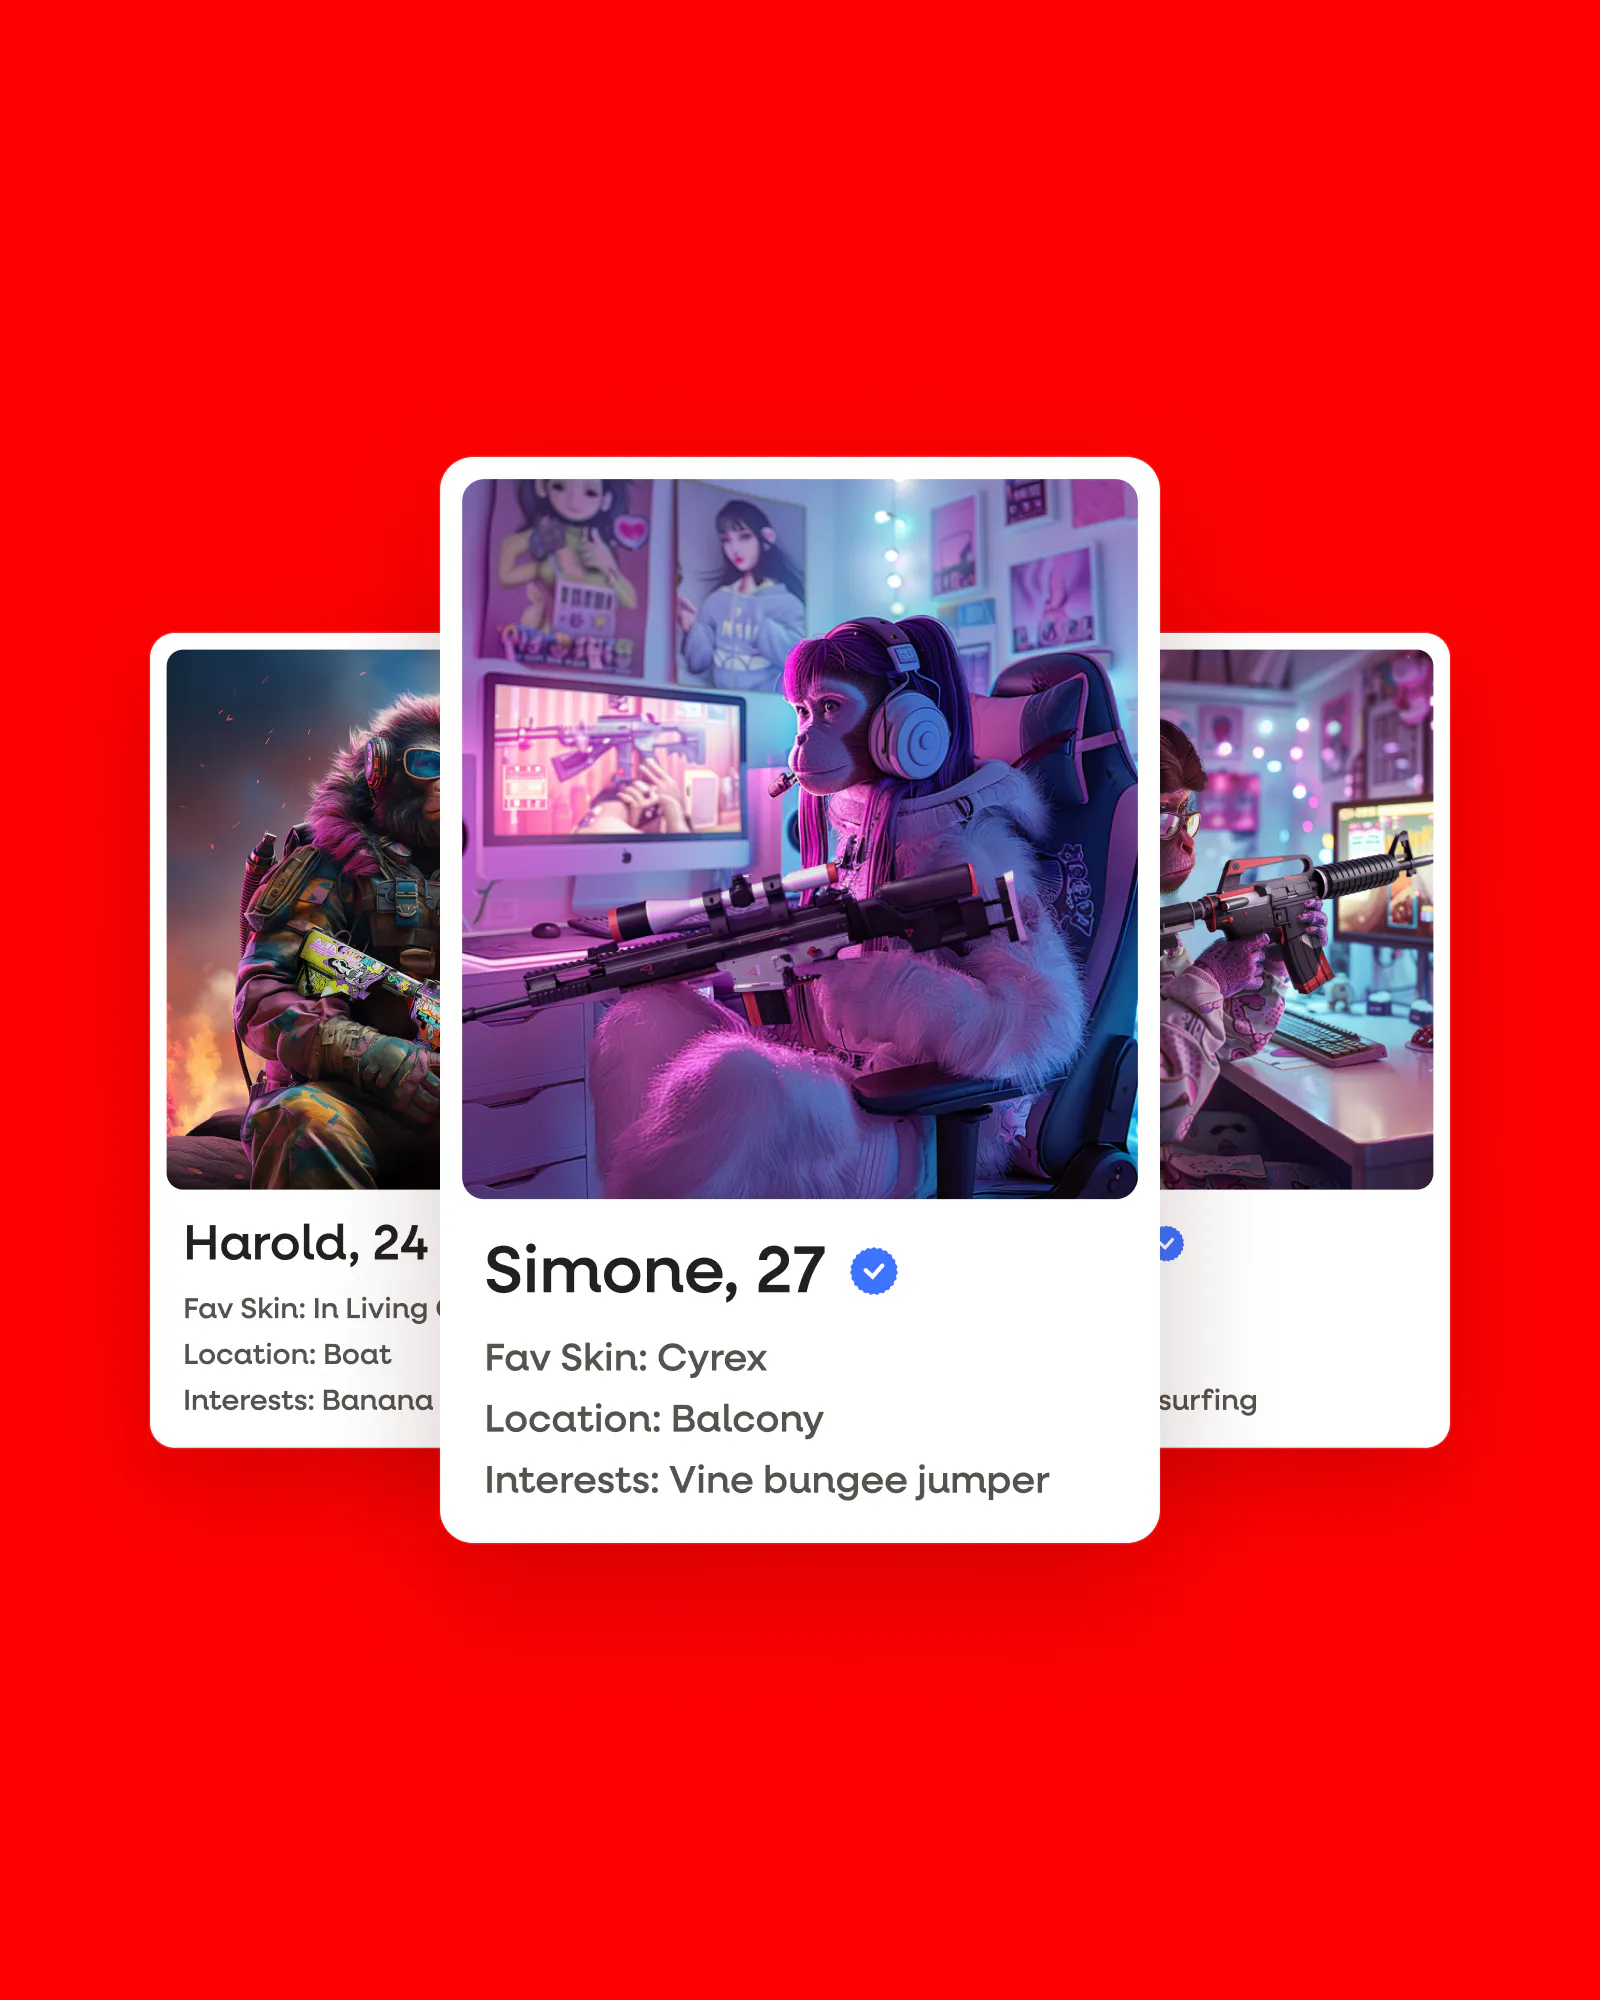 Harold, 24
Fav Skin: In Living
Location: Boat
Interests: Banana
Simone, 27
Fav Skin: Cyrex
Location: Balcony
Interests: Vine bungee jumper
surfing